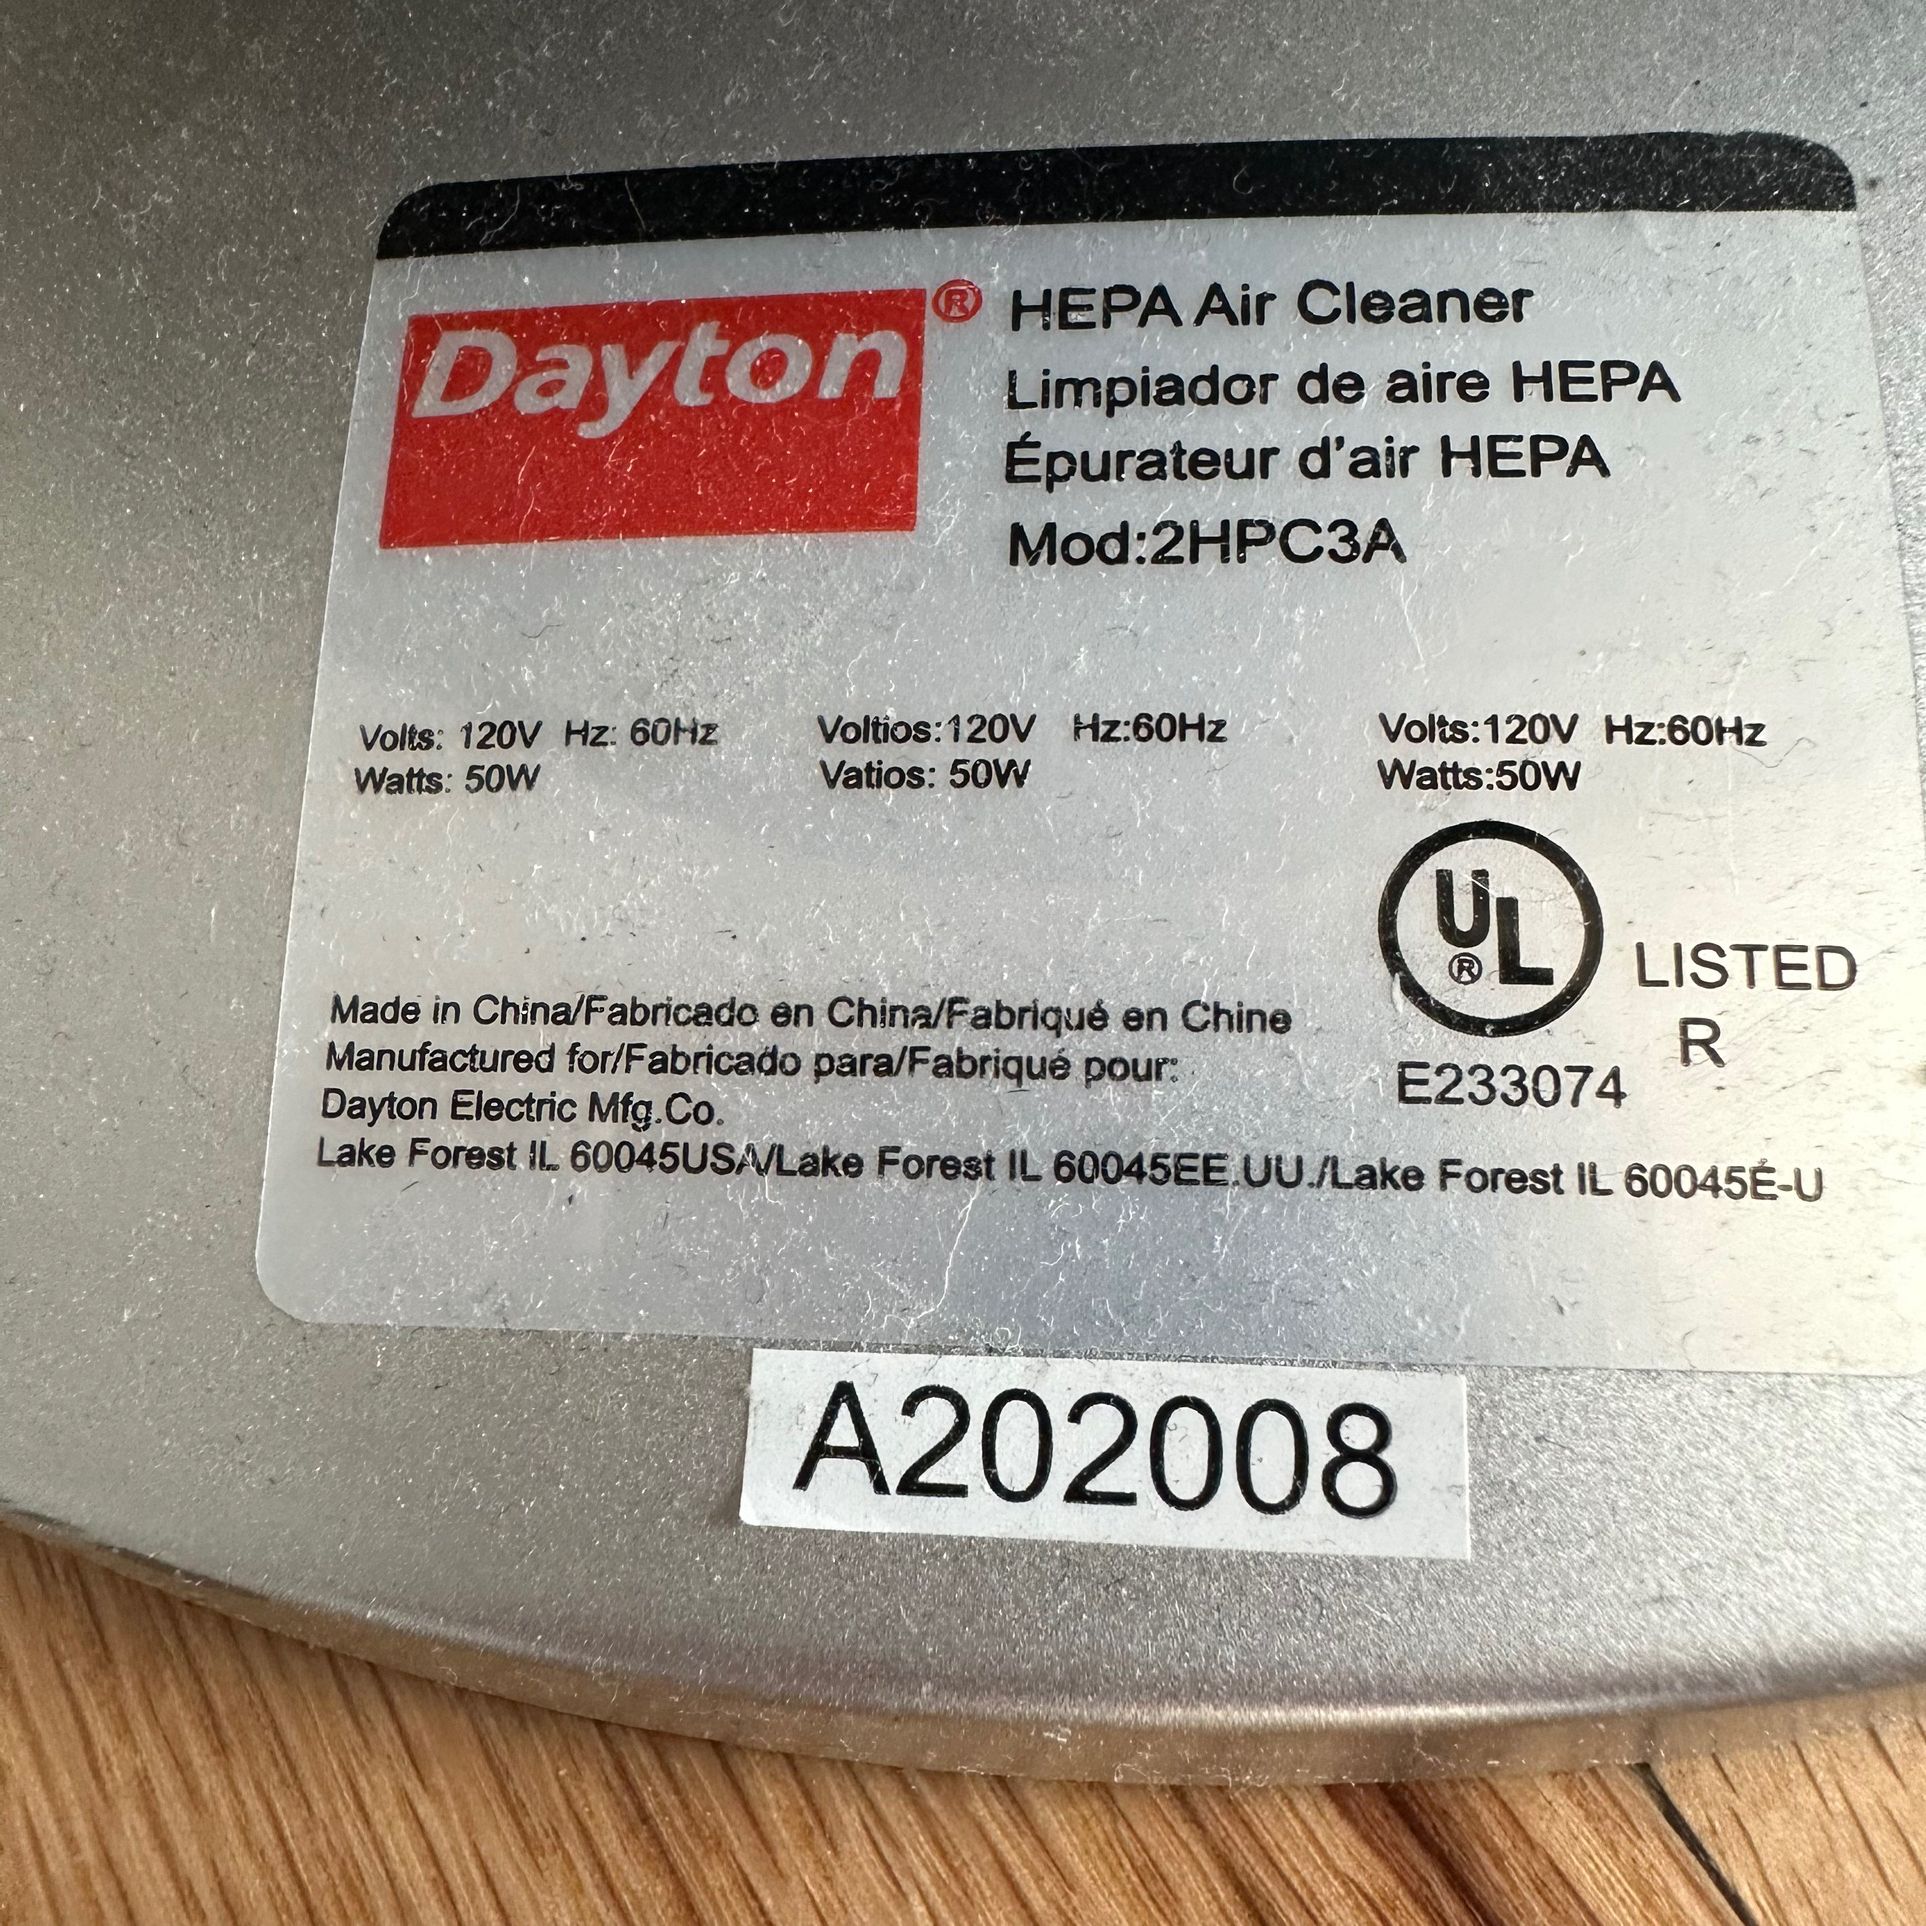 Dayton®
HEPA Air Cleaner
Limpiador de aire HEPA
Épurateur d'air HEPA
Mod:2HPC3A
Volts: 120V Hz: 60Hz
Watts: 50W
Voltios:120V Hz:60Hz
Vatios: 50W
Volts:120V Hz:60Hz
Watts:50W
UL®
LISTED
R
E233074
Made in China/Fabricado en China/Fabriqué en Chine
Manufactured for/Fabricado para/Fabriqué pour:
Dayton Electric Mfg.Co.
Lake Forest IL 60045USA/Lake Forest IL 60045EE.UU./Lake Forest IL 60045É-U
A202008